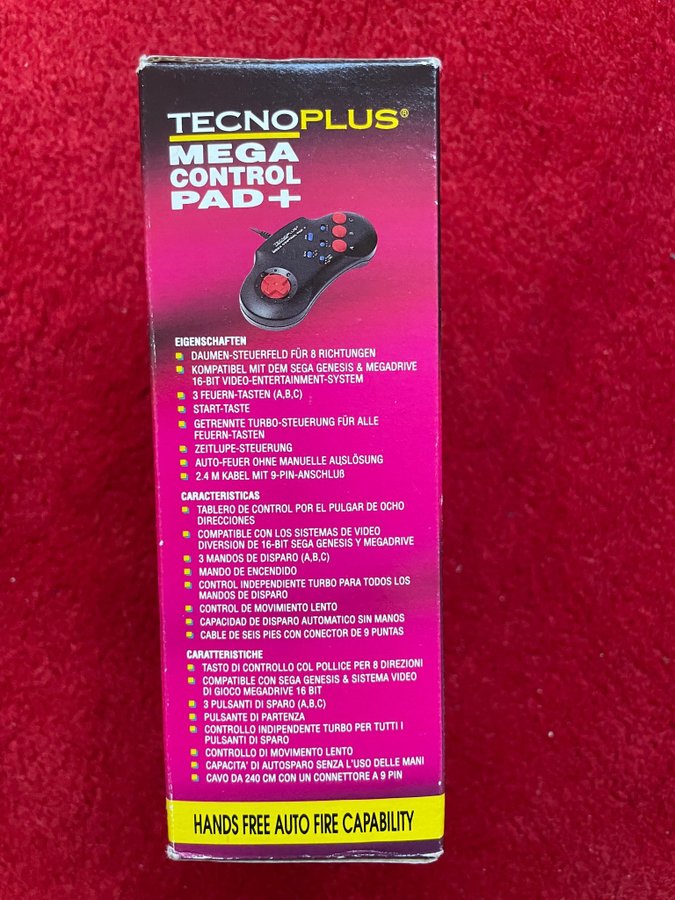 TECNOPLUS®
MEGA
CONTROL
PAD+
A B C
EIGENSCHAFTEN
DAUMEN-STEUERFELD FÜR 8 RICHTUNGEN
KOMPATIBEL MIT DEM SEGA GENESIS & MEGADRIVE
16-BIT VIDEO-ENTERTAINMENT-SYSTEM
3 FEUERN-TASTEN (A,B,C)
START-TASTE
GETRENNTE TURBO-STEUERUNG FÜR ALLE
FEUERN-TASTEN
ZEITLUPE-STEUERUNG
AUTO-FEUER OHNE MANUELLE AUSLÖSUNG
2.4 M KABEL MIT 9-PIN-ANSCHLUß
CARACTERISTICAS
TABLERO DE CONTROL POR EL PULGAR DE OCHO
DIRECCIONES
COMPATIBLE CON LOS SISTEMAS DE VIDEO
DIVERSION DE 16-BIT SEGA GENESIS Y MEGADRIVE
3 MANDOS DE DISPARO (A,B,C)
MANDO DE ENCENDIDO
CONTROL INDEPENDIENTE TURBO PARA TODOS LOS
MANDOS DE DISPARO
CONTROL DE MOVIMIENTO LENTO
CAPACIDAD DE DISPARO AUTOMATICO SIN MANOS
CABLE DE SEIS PIES CON CONECTOR DE 9 PUNTAS
CARATTERISTICHE
TASTO DI CONTROLLO COL POLLICE PER 8 DIREZIONI
COMPATIBLE CON SEGA GENESIS & SISTEMA VIDEO
DI GIOCO MEGADRIVE 16 BIT
3 PULSANTI DI SPARO (A,B,C)
PULSANTE DI PARTENZA
CONTROLLO INDIPENDENTE TURBO PER TUTTI I
PULSANTI DI SPARO
CONTROLLO DI MOVIMENTO LENTO
CAPACITA' DI AUTOSPARO SENZA L'USO DELLE MANI
CAVO DA 240 CM CON UN CONNETTORE A 9 PIN
HANDS FREE AUTO FIRE CAPABILITY